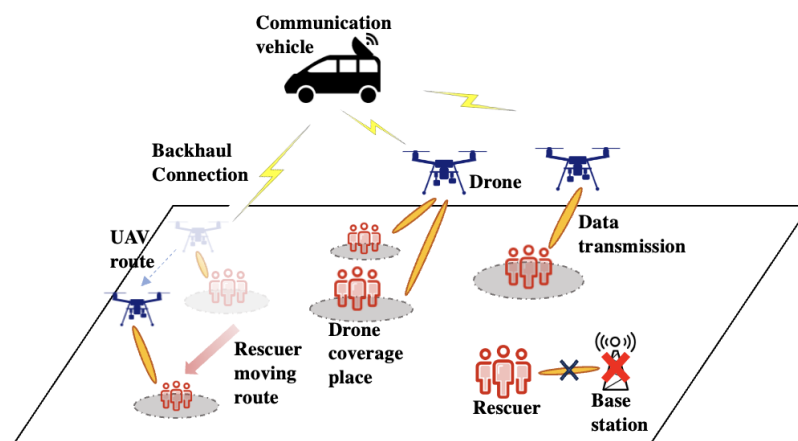 Communication
vehicle
Backhaul
Connection
Drone
UAV
route
Data
transmission
Drone
coverage
place
Rescuer
moving
route
Rescuer
Base
station